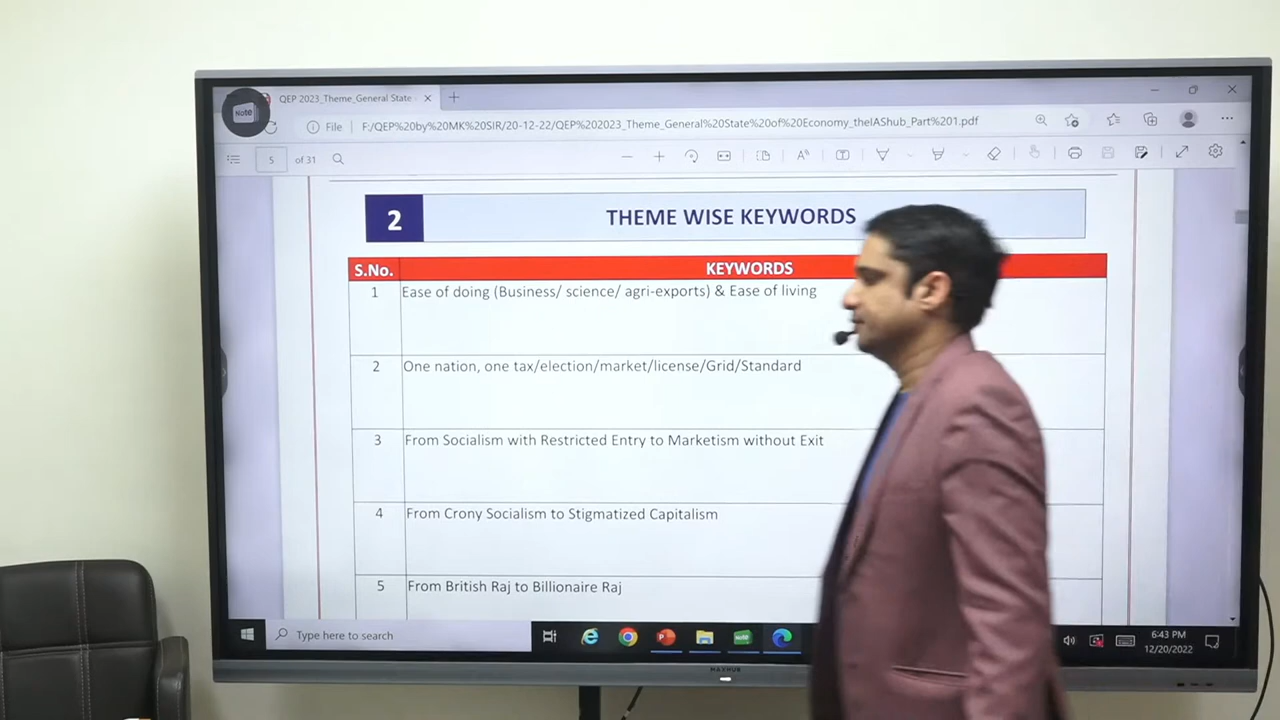 Note
QEP 2023_Theme_General State
File F:/QEP%20by%20MK%20SIR/20-12-22/QEP%202023_Theme_General%20State%20of%20Economy_theIAShub_Part%201.pdf
5 of 31
2 THEME WISE KEYWORDS
S.No. KEYWORDS
1 Ease of doing (Business/ science/ agri-exports) & Ease of living
2 One nation, one tax/election/market/license/Grid/Standard
3 From Socialism with Restricted Entry to Marketism without Exit
4 From Crony Socialism to Stigmatized Capitalism
5 From British Raj to Billionaire Raj
Type here to search
6:43 PM
12/20/2022
MAXHUB